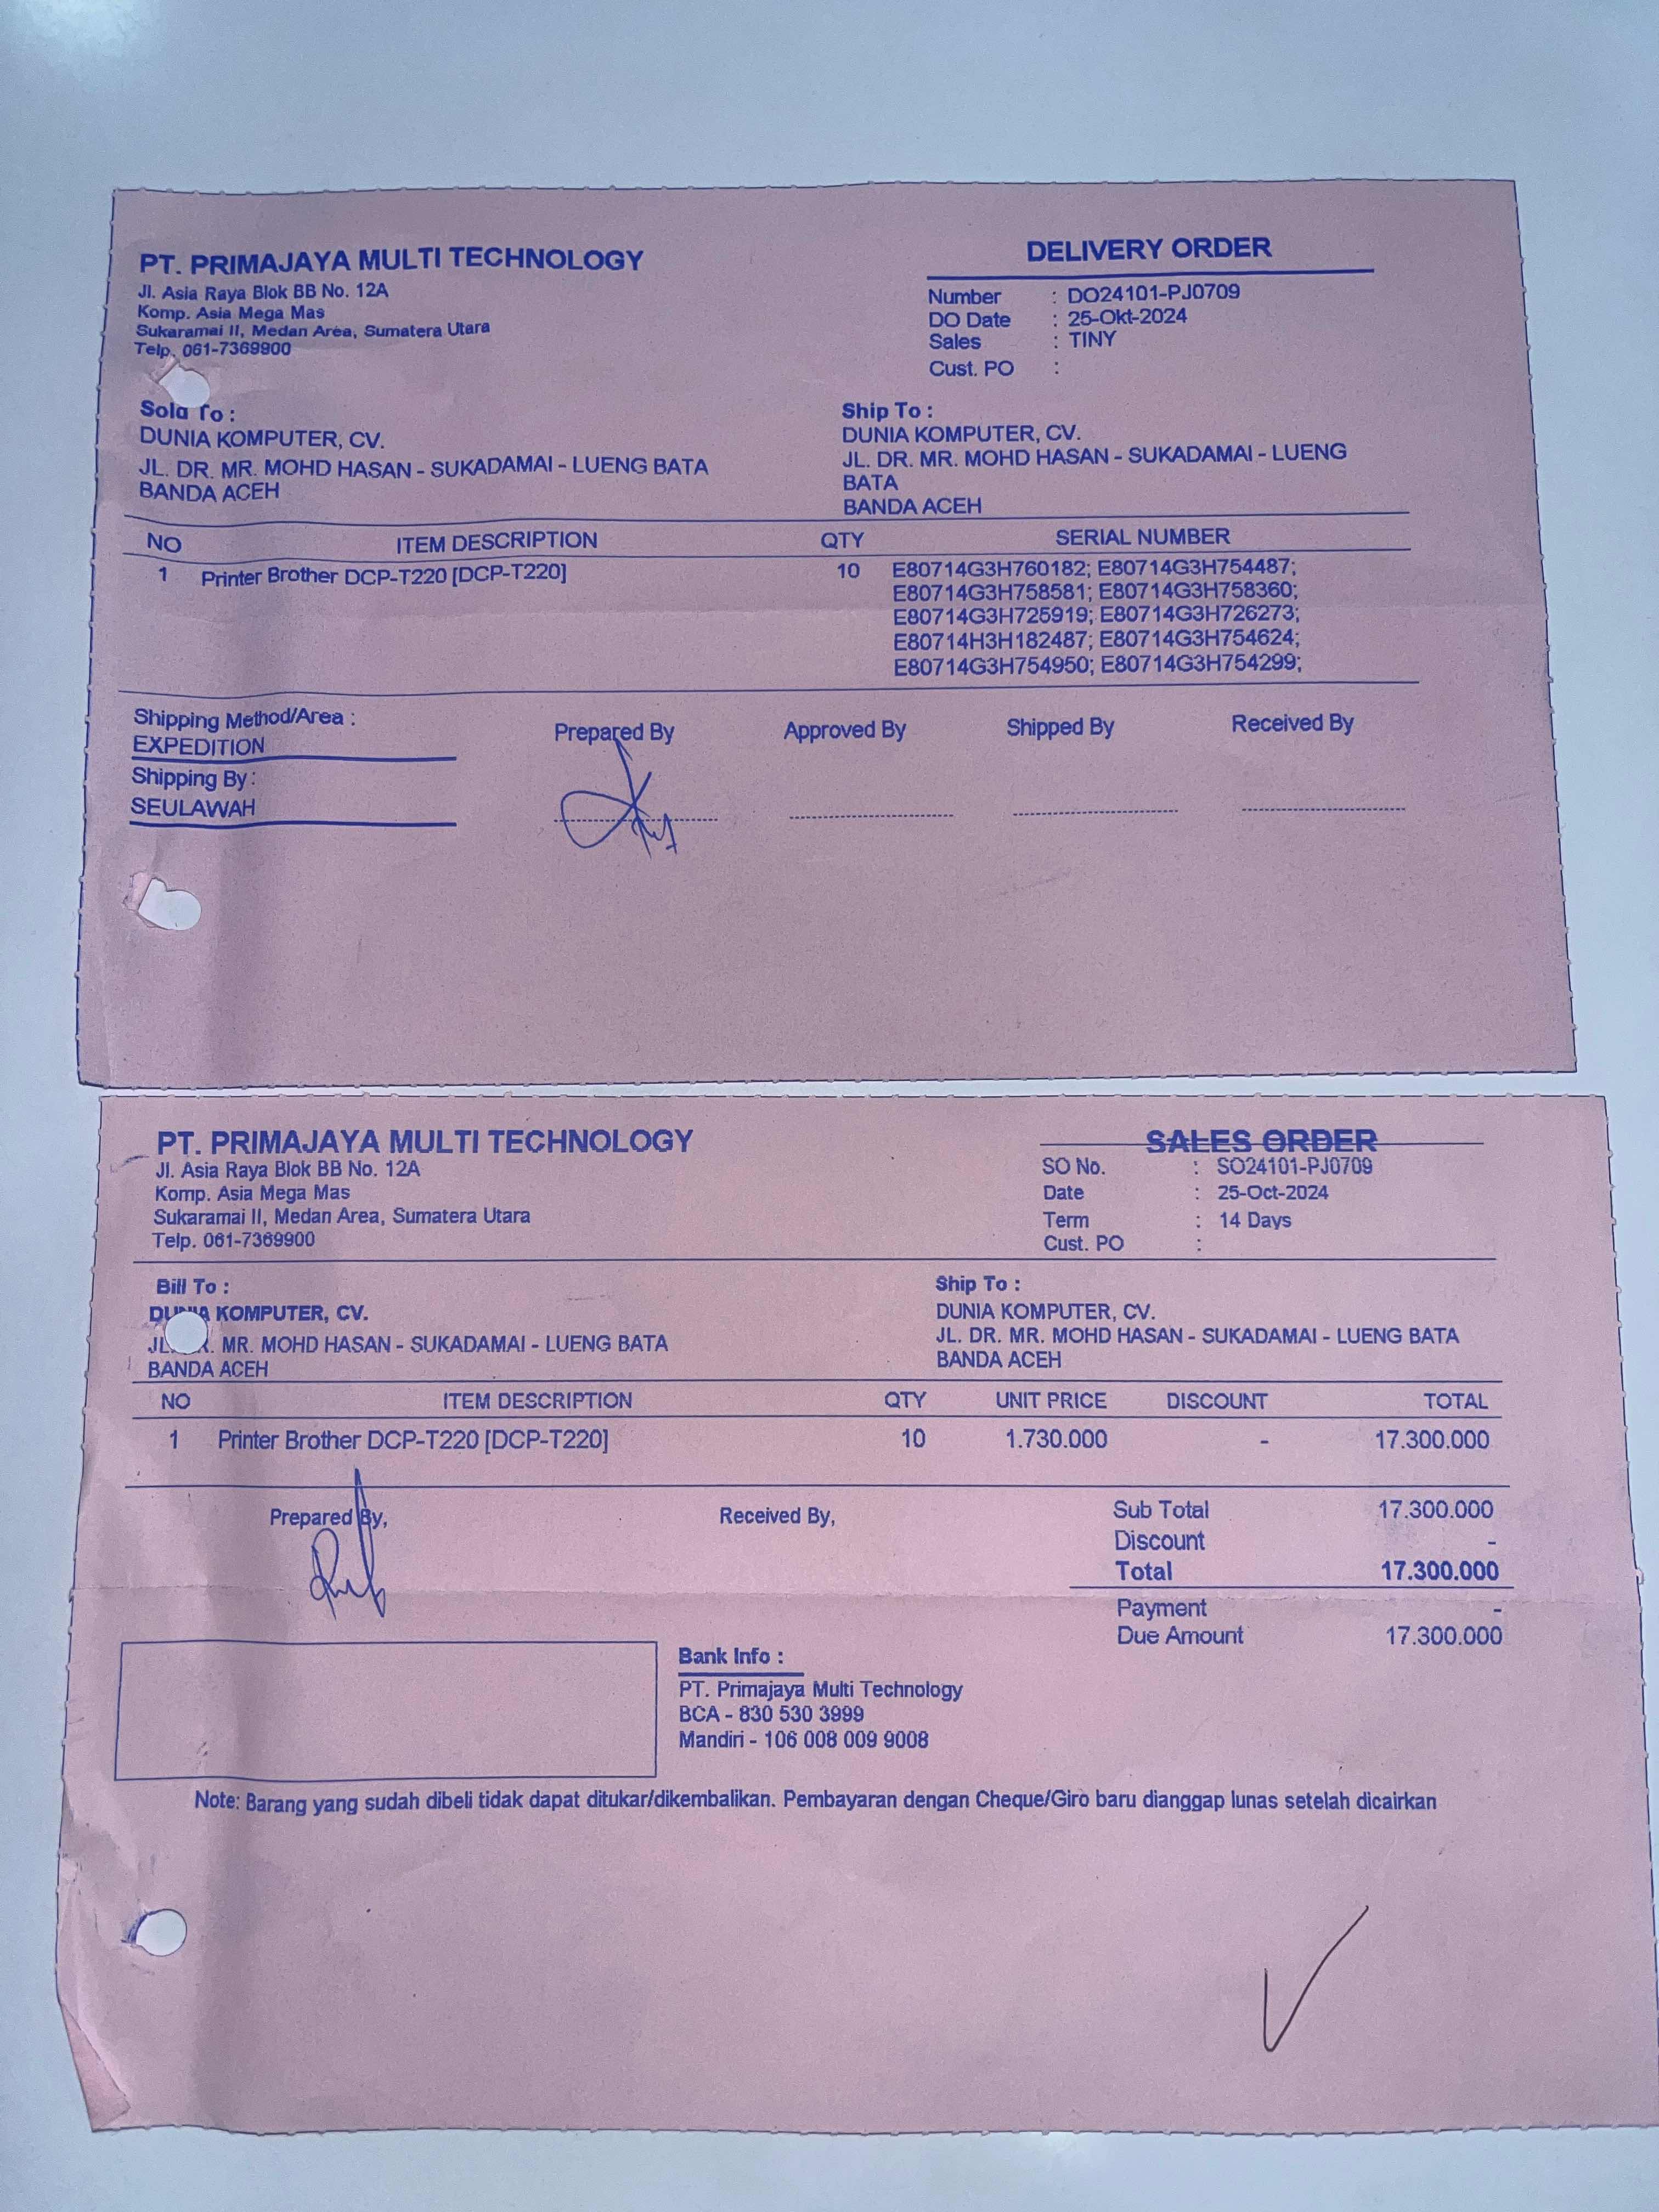 PT. PRIMAJAYA MULTI TECHNOLOGY
Jl. Asia Raya Blok BB No. 12A
Komp. Asia Mega Mas
Sukaramai II, Medan Area, Sumatera Utara
Telp. 061-7369900
DELIVERY ORDER
Number : DO24101-PJ0709
DO Date : 25-Okt-2024
Sales : TINY
Cust. PO :
Sold To :
DUNIA KOMPUTER, CV.
JL. DR. MR. MOHD HASAN - SUKADAMAI - LUENG BATA
BANDA ACEH
Ship To :
DUNIA KOMPUTER, CV.
JL. DR. MR. MOHD HASAN - SUKADAMAI - LUENG
BATA
BANDA ACEH
NO ITEM DESCRIPTION QTY SERIAL NUMBER
1 Printer Brother DCP-T220 [DCP-T220] 10 E80714G3H760182; E80714G3H754487;
E80714G3H758581; E80714G3H758360;
E80714G3H725919; E80714G3H726273;
E80714H3H182487; E80714G3H754624;
E80714G3H754950; E80714G3H754299;
Shipping Method/Area :
EXPEDITION
Shipping By :
SEULAWAH
Prepared By Approved By Shipped By Received By
PT. PRIMAJAYA MULTI TECHNOLOGY
Jl. Asia Raya Blok BB No. 12A
Komp. Asia Mega Mas
Sukaramai II, Medan Area, Sumatera Utara
Telp. 061-7369900
SALES ORDER
SO No. : SO24101-PJ0709
Date : 25-Oct-2024
Term : 14 Days
Cust. PO :
Bill To :
DUNIA KOMPUTER, CV.
JL. MR. MOHD HASAN - SUKADAMAI - LUENG BATA
BANDA ACEH
Ship To :
DUNIA KOMPUTER, CV.
JL. DR. MR. MOHD HASAN - SUKADAMAI - LUENG BATA
BANDA ACEH
NO ITEM DESCRIPTION QTY UNIT PRICE DISCOUNT TOTAL
1 Printer Brother DCP-T220 [DCP-T220] 10 1.730.000 - 17.300.000
Prepared By, Received By,
Sub Total 17.300.000
Discount -
Total 17.300.000
Payment -
Due Amount 17.300.000
Bank Info :
PT. Primajaya Multi Technology
BCA - 830 530 3999
Mandiri - 106 008 009 9008
Note: Barang yang sudah dibeli tidak dapat ditukar/dikembalikan. Pembayaran dengan Cheque/Giro baru dianggap lunas setelah dicairkan